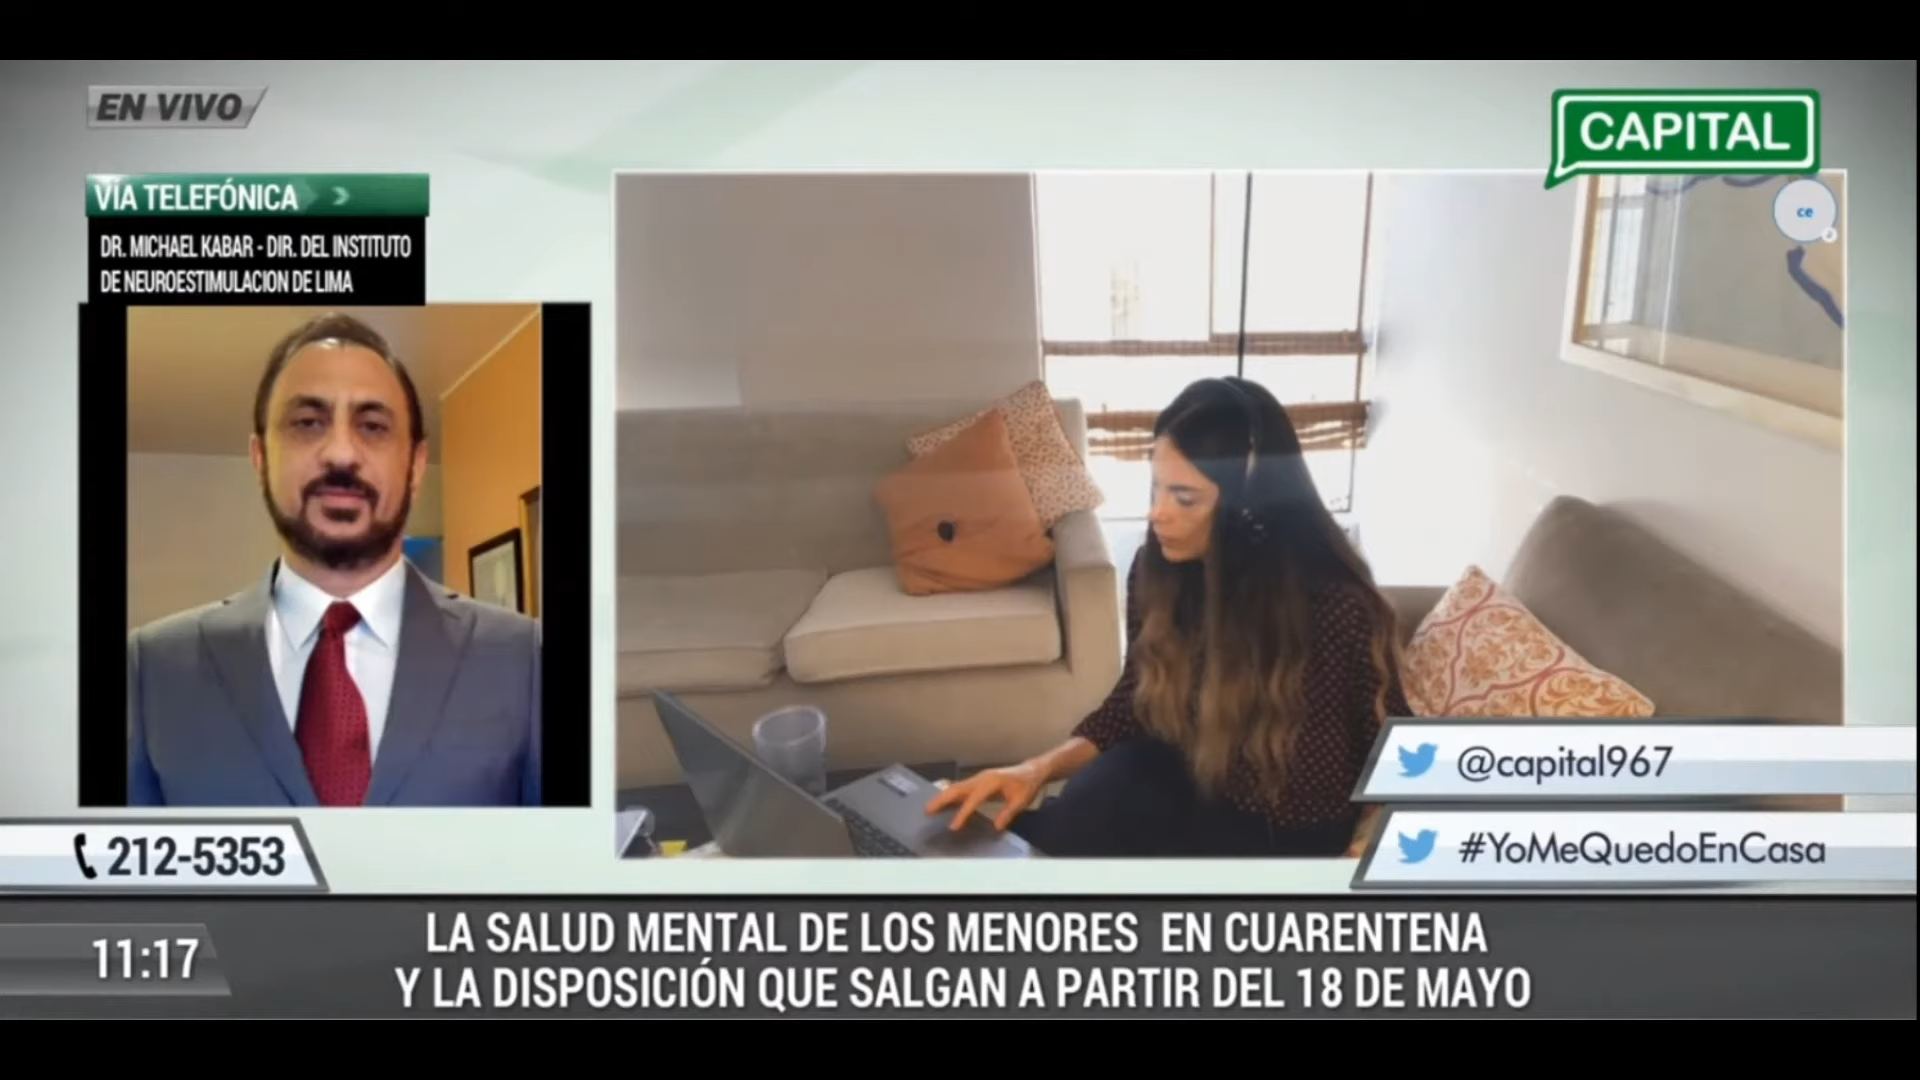 EN VIVO
CAPITAL
VÍA TELEFÓNICA
ce
DR. MICHAEL KABAR - DIR. DEL INSTITUTO
DE NEUROESTIMULACION DE LIMA
@capital967
#YoMeQuedoEnCasa
212-5353
11:17
LA SALUD MENTAL DE LOS MENORES EN CUARENTENA
Y LA DISPOSICIÓN QUE SALGAN A PARTIR DEL 18 DE MAYO